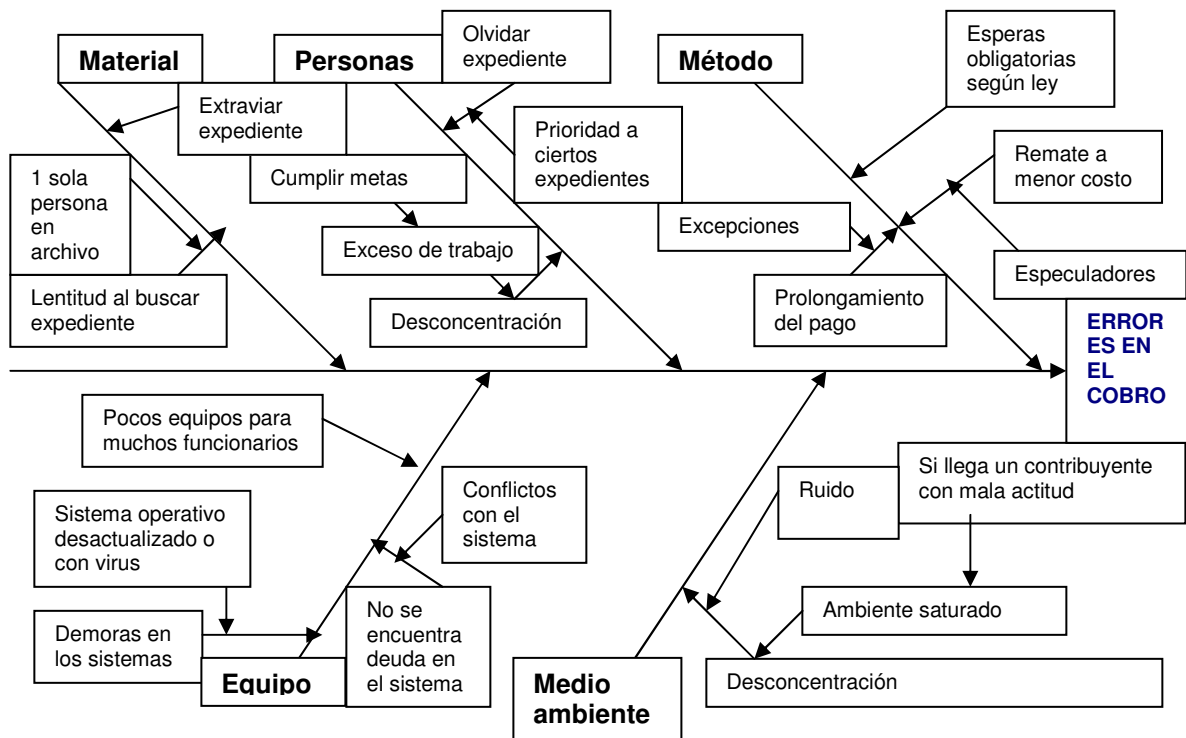 Material
Personas
Olvidar
expediente
Método
Esperas
obligatorias
según ley
Extraviar
expediente
Prioridad a
ciertos
expedientes
Remate a
menor costo
1 sola
persona
en
archivo
Cumplir metas
Excepciones
Exceso de trabajo
Especuladores
Lentitud al buscar
expediente
Desconcentración
Prolongamiento
del pago
ERROR
ES EN
EL
COBRO
Pocos equipos para
muchos funcionarios
Conflictos
con el
sistema
Ruido
Si llega un contribuyente
con mala actitud
Sistema operativo
desactualizado o
con virus
Demoras en
los sistemas
No se
encuentra
deuda en
el sistema
Ambiente saturado
Equipo
Medio
ambiente
Desconcentración